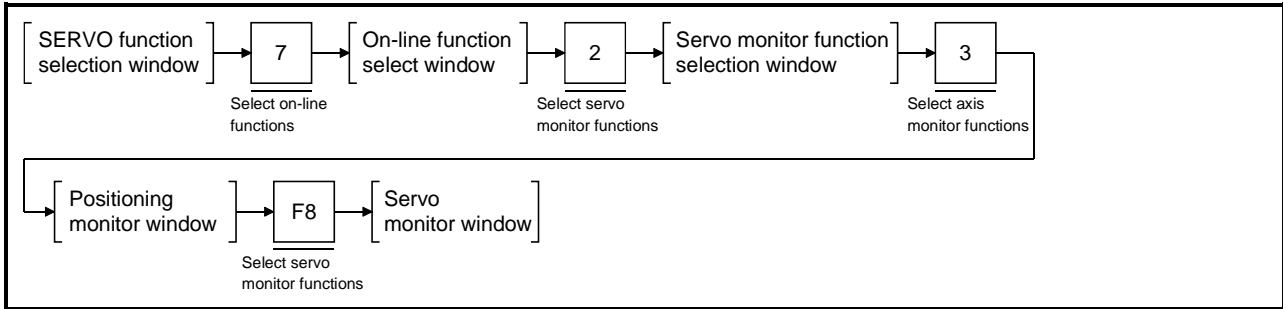 SERVO function
selection window
7
Select on-line
functions
On-line function
select window
2
Select servo
monitor functions
Servo monitor function
selection window
3
Select axis
monitor functions
Positioning
monitor window
F8
Select servo
monitor functions
Servo
monitor window